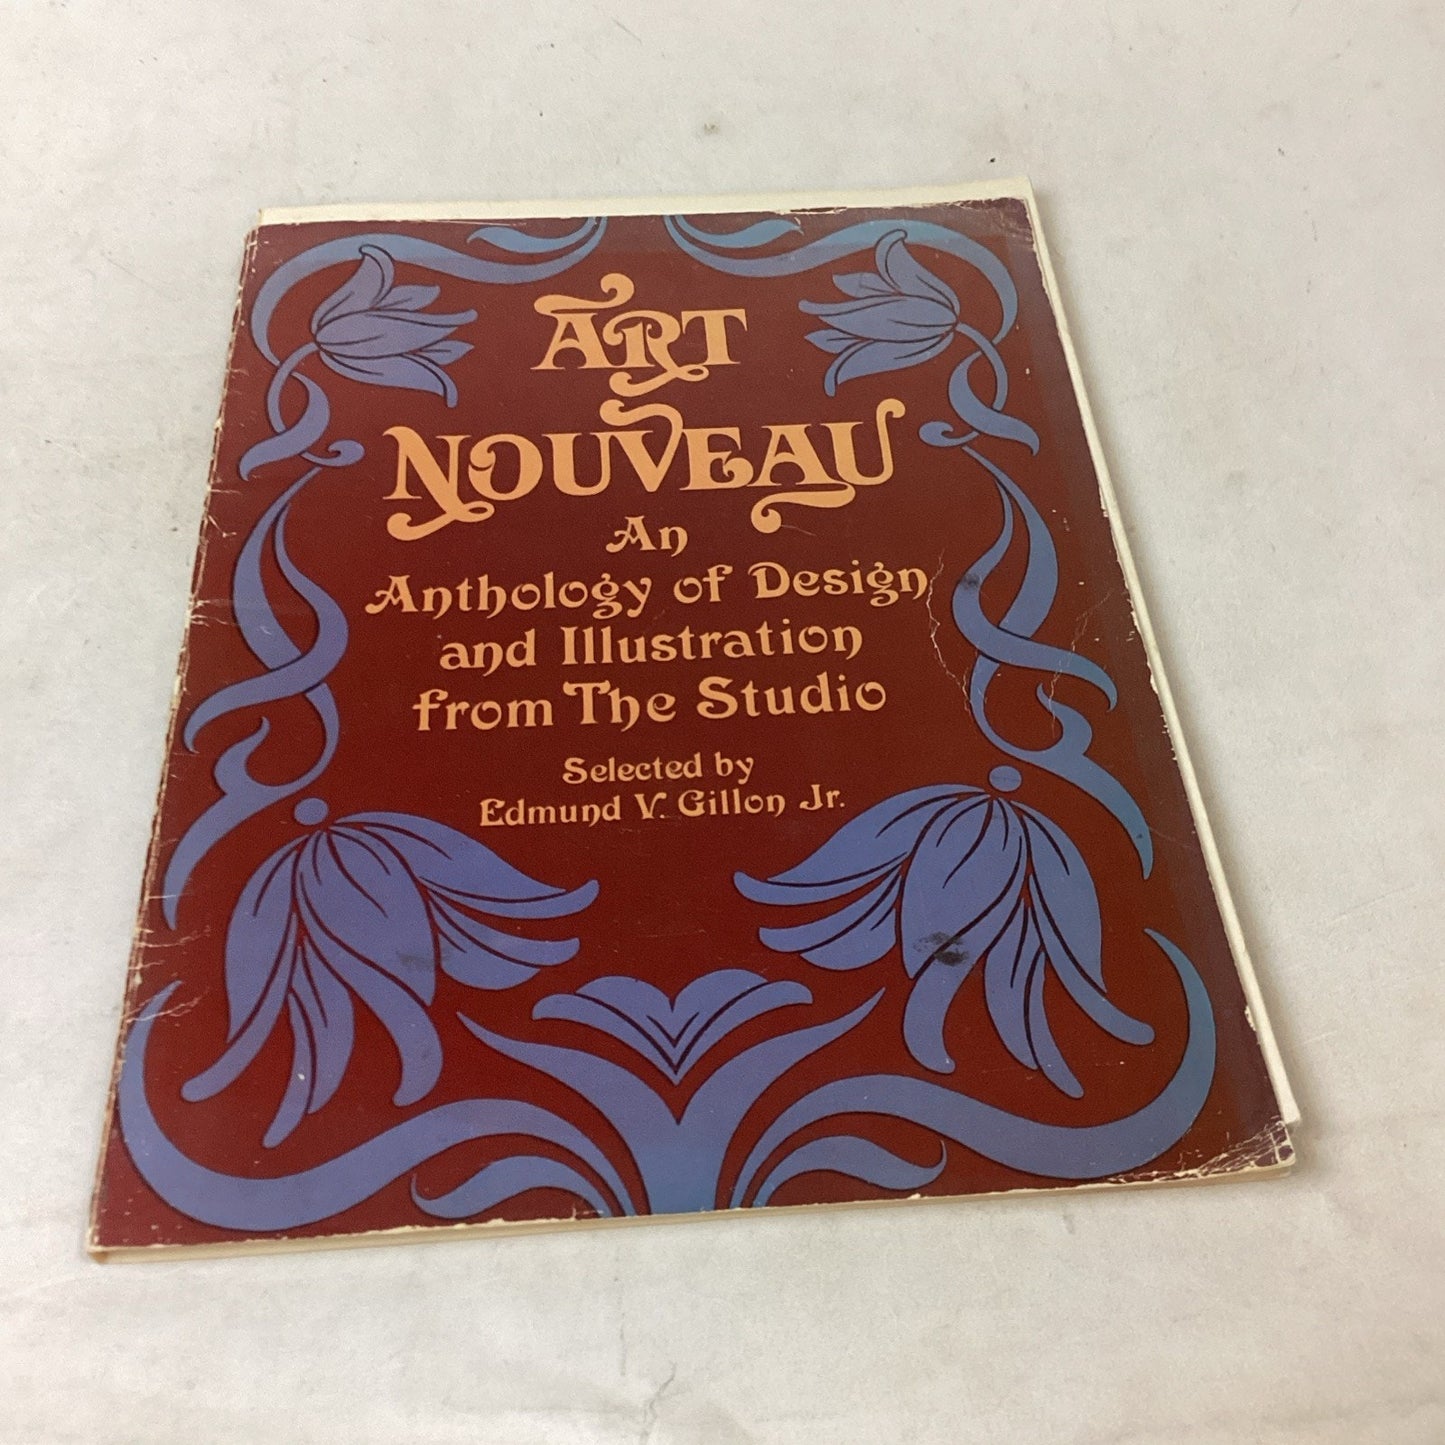 ART
NOUVEAU
An
Anthology of Design
and Illustration
from The Studio
Selected by
Edmund V. Gillon Jr.